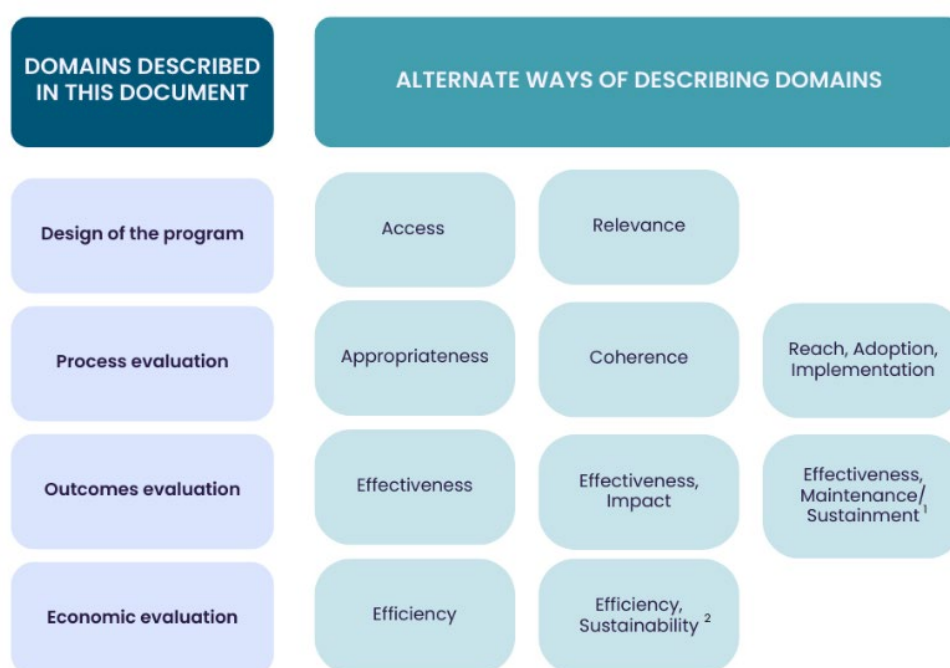 DOMAINS DESCRIBED
IN THIS DOCUMENT
ALTERNATE WAYS OF DESCRIBING DOMAINS
Design of the program
Access
Relevance
Process evaluation
Appropriateness
Coherence
Reach, Adoption,
Implementation
Outcomes evaluation
Effectiveness
Effectiveness,
Impact
Effectiveness,
Maintenance/
Sustainment ¹
Economic evaluation
Efficiency
Efficiency,
Sustainability ²